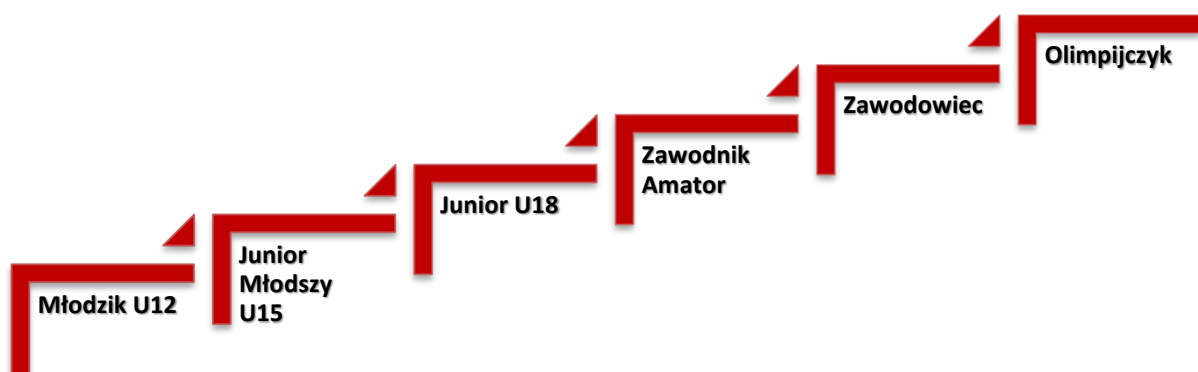 Młodzik U12
Junior
Młodszy
U15
Junior U18
Zawodnik
Amator
Zawodowiec
Olimpijczyk